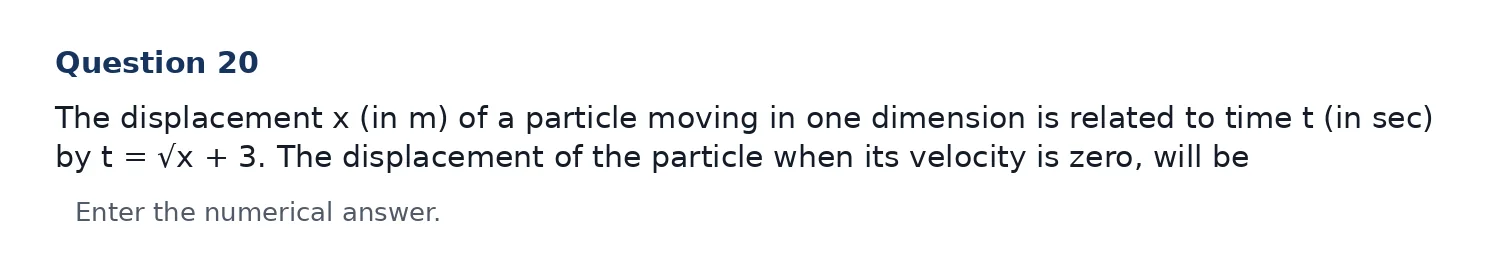 Question 20
The displacement x (in m) of a particle moving in one dimension is related to time t (in sec)
by t = √x + 3. The displacement of the particle when its velocity is zero, will be
Enter the numerical answer.